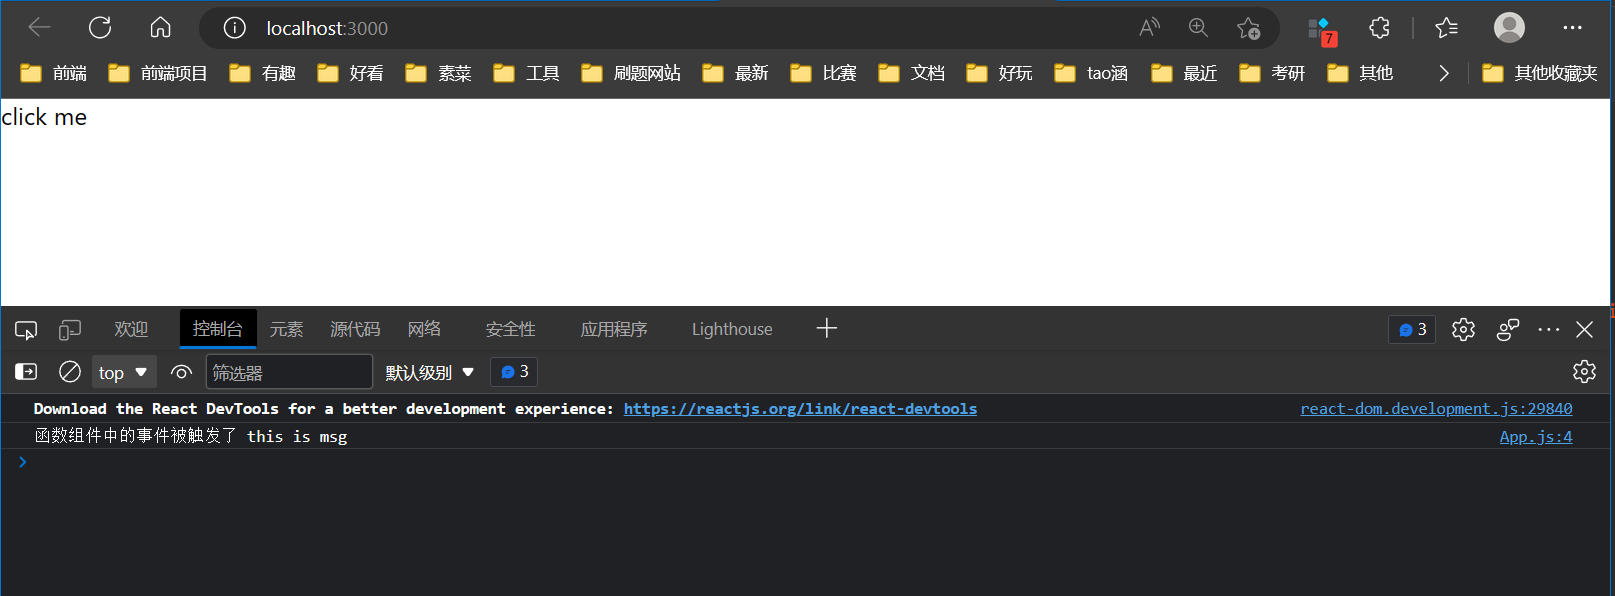 localhost:3000
7
前端 前端项目 有趣 好看 素菜 工具 刷题网站 最新 比赛 文档 好玩 tao涵 最近 考研 其他 其他收藏夹
click me
欢迎 控制台 元素 源代码 网络 安全性 应用程序 Lighthouse 3
top 筛选器 默认级别 3
Download the React DevTools for a better development experience: https://reactjs.org/link/react-devtools react-dom.development.js:29840
函数组件中的事件被触发了 this is msg App.js:4